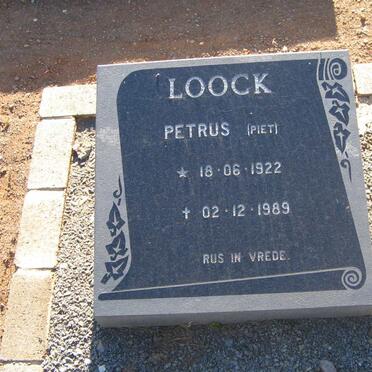 LOOCK
PETRUS (PIET)
* 18·06·1922
† 02·12·1989
RUS IN VREDE.